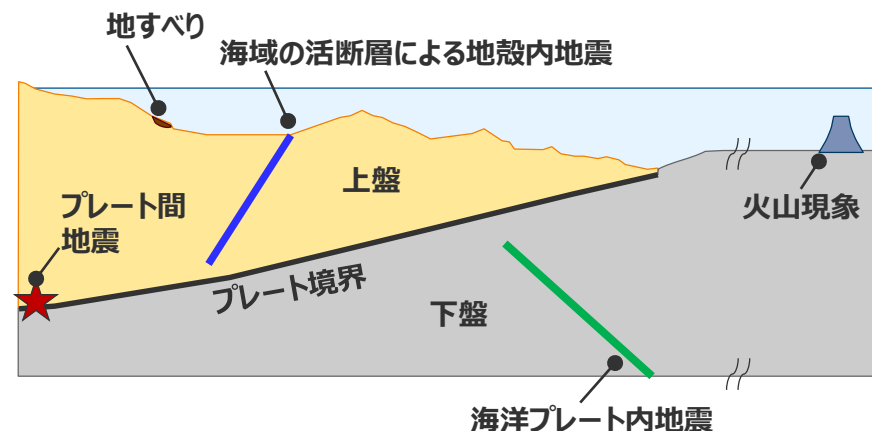 地すべり
海域の活断層による地殻内地震
上盤
プレート間
地震
火山現象
プレート境界
下盤
海洋プレート内地震